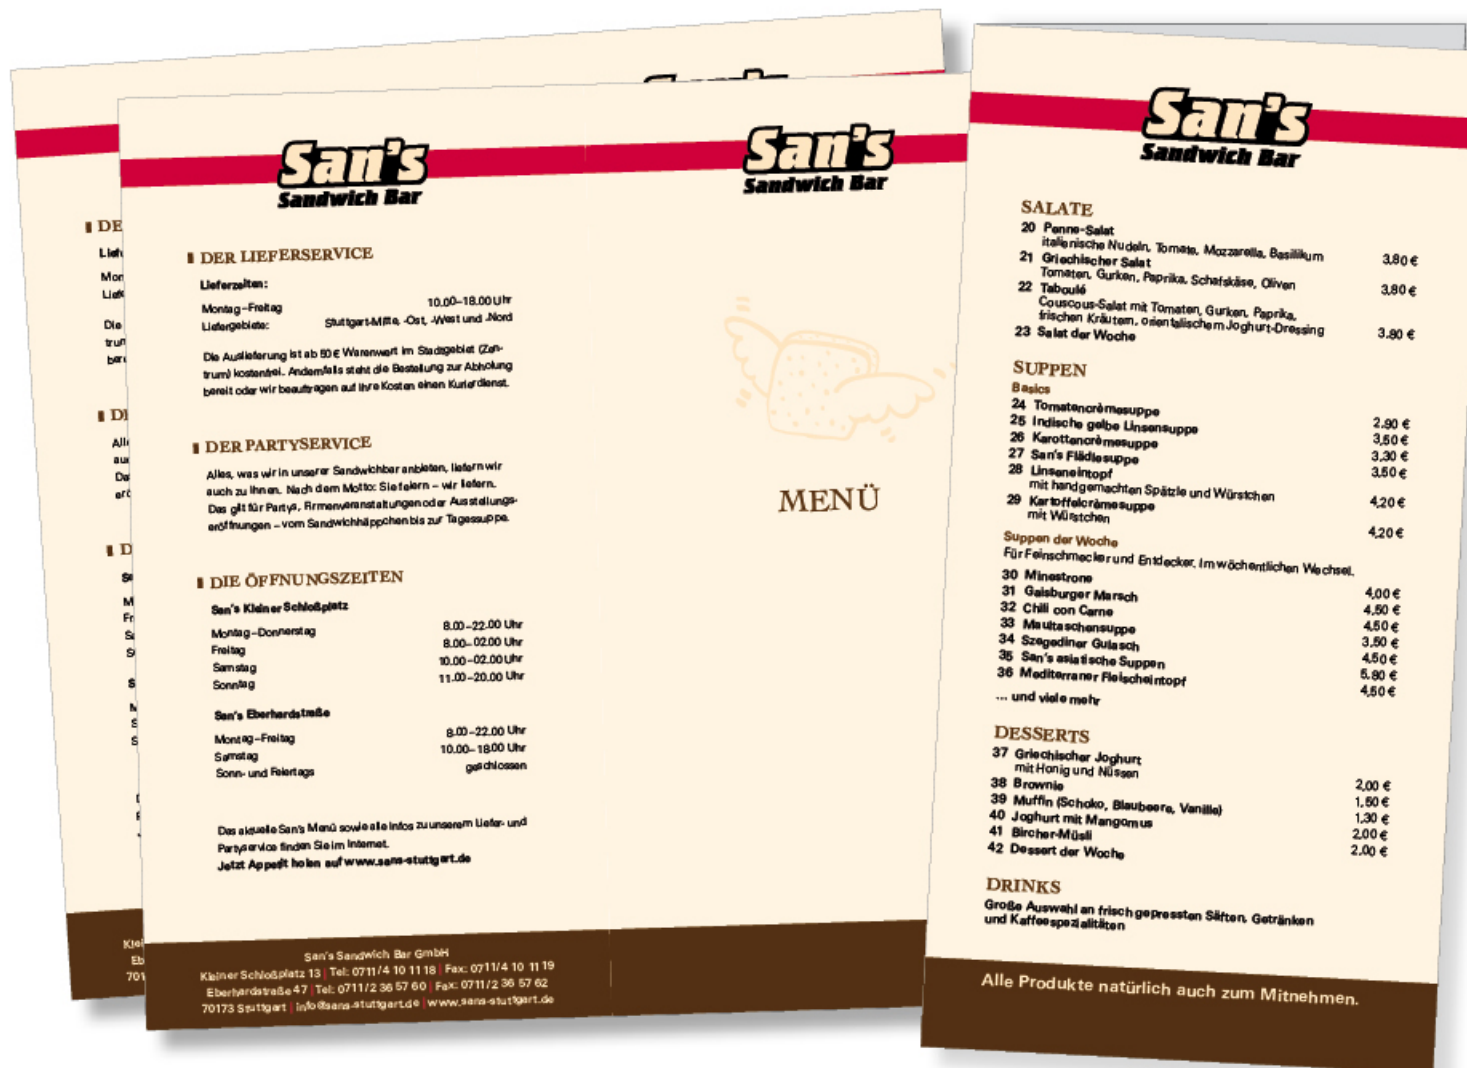 San's
Sandwich Bar
DER LIEFERSERVICE
Lieferzeiten:
Montag–Freitag 10.00–18.00 Uhr
Liefergebiete: Stuttgart-Mitte, -Ost, -West und -Nord
Die Auslieferung ist ab 50 € Warenwert im Stadtgebiet (Zen-
trum) kostenfrei. Andernfalls steht die Bestellung zur Abholung
bereit oder wir beauftragen auf Ihre Kosten einen Kurierdienst.
DER PARTYSERVICE
Alles, was wir in unserer Sandwichbar anbieten, liefern wir
auch zu Ihnen. Nach dem Motto: Sie feiern – wir liefern.
Das gilt für Partys, Firmenveranstaltungen oder Ausstellungs-
eröffnungen – vom Sandwichhäppchen bis zur Tagessuppe.
DIE ÖFFNUNGSZEITEN
San's Kleiner Schloßplatz
Montag–Donnerstag 8.00–22.00 Uhr
Freitag 8.00–02.00 Uhr
Samstag 10.00–02.00 Uhr
Sonntag 11.00–20.00 Uhr
San's Eberhardstraße
Montag–Freitag 8.00–22.00 Uhr
Samstag 10.00–18.00 Uhr
Sonn- und Feiertags geschlossen
Das aktuelle San's Menü sowie alle Infos zu unserem Liefer- und
Partyservice finden Sie im Internet.
Jetzt Appetit holen auf www.sans-stuttgart.de
San's Sandwich Bar GmbH
Kleiner Schloßplatz 13 | Tel: 0711/4 10 11 18 | Fax: 0711/4 10 11 19
Eberhardstraße 47 | Tel: 0711/2 36 57 60 | Fax: 0711/2 36 57 62
70173 Stuttgart | info@sans-stuttgart.de | www.sans-stuttgart.de
San's
Sandwich Bar
MENÜ
San's
Sandwich Bar
SALATE
20 Penne-Salat
italienische Nudeln, Tomate, Mozzarella, Basilikum 3,80 €
21 Griechischer Salat
Tomaten, Gurken, Paprika, Schafskäse, Oliven 3,80 €
22 Taboulé
Couscous-Salat mit Tomaten, Gurken, Paprika,
frischen Kräutern, orientalischem Joghurt-Dressing 3,80 €
23 Salat der Woche
SUPPEN
Basics
24 Tomatencrèmesuppe 2,90 €
25 Indische gelbe Linsensuppe 3,50 €
26 Karottencrèmesuppe 3,30 €
27 San's Flädlesuppe 3,50 €
28 Linseneintopf
mit handgemachten Spätzle und Würstchen 4,20 €
29 Kartoffelcrèmesuppe
mit Würstchen 4,20 €
Suppen der Woche
Für Feinschmecker und Entdecker. Im wöchentlichen Wechsel.
30 Minestrone 4,00 €
31 Gaisburger Marsch 4,50 €
32 Chili con Carne 4,50 €
33 Maultaschensuppe 3,50 €
34 Szegediner Gulasch 4,50 €
35 San's asiatische Suppen 5,80 €
36 Mediterraner Fleischeintopf 4,50 €
... und viele mehr
DESSERTS
37 Griechischer Joghurt
mit Honig und Nüssen 2,00 €
38 Brownie 1,50 €
39 Muffin (Schoko, Blaubeere, Vanille) 1,30 €
40 Joghurt mit Mangomus 2,00 €
41 Bircher-Müsli 2,00 €
42 Dessert der Woche
DRINKS
Große Auswahl an frisch gepressten Säften, Getränken
und Kaffeespezialitäten
Alle Produkte natürlich auch zum Mitnehmen.